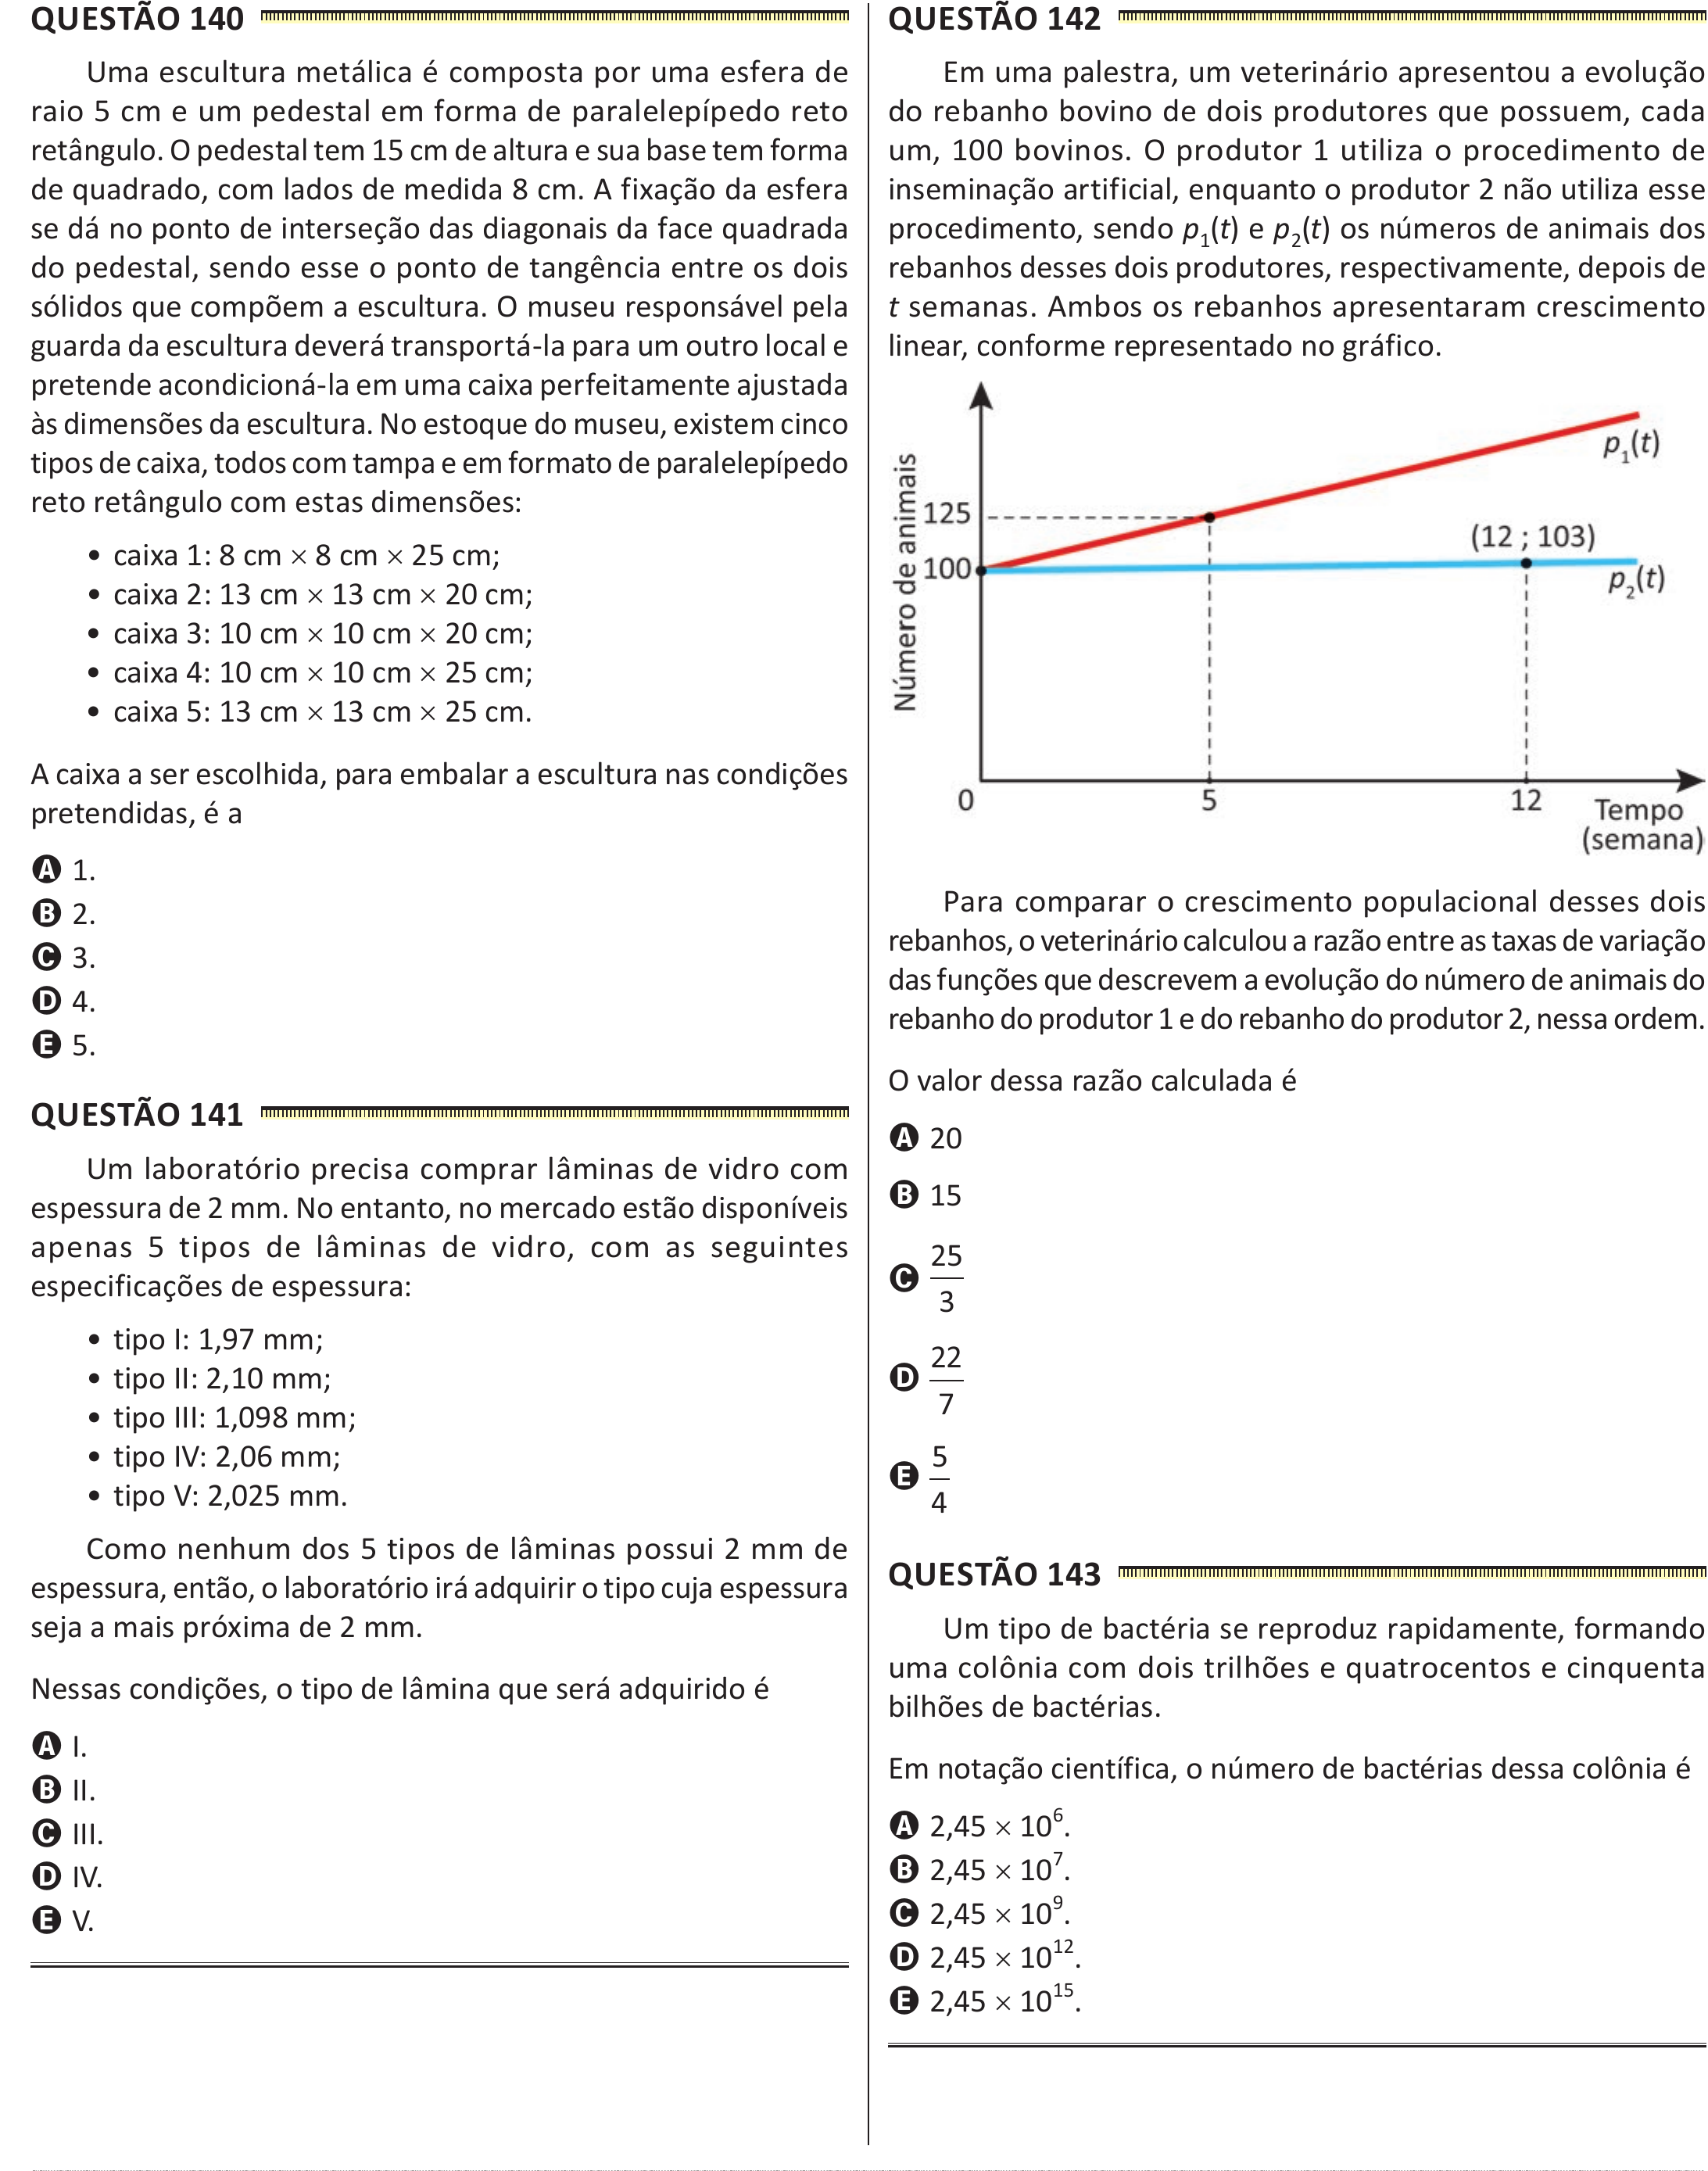 QUESTÃO 140
Uma escultura metálica é composta por uma esfera de
raio 5 cm e um pedestal em forma de paralelepípedo reto
retângulo. O pedestal tem 15 cm de altura e sua base tem forma
de quadrado, com lados de medida 8 cm. A fixação da esfera
se dá no ponto de interseção das diagonais da face quadrada
do pedestal, sendo esse o ponto de tangência entre os dois
sólidos que compõem a escultura. O museu responsável pela
guarda da escultura deverá transportá-la para um outro local e
pretende acondicioná-la em uma caixa perfeitamente ajustada
às dimensões da escultura. No estoque do museu, existem cinco
tipos de caixa, todos com tampa e em formato de paralelepípedo
reto retângulo com estas dimensões:
• caixa 1: 8 cm × 8 cm × 25 cm;
• caixa 2: 13 cm × 13 cm × 20 cm;
• caixa 3: 10 cm × 10 cm × 20 cm;
• caixa 4: 10 cm × 10 cm × 25 cm;
• caixa 5: 13 cm × 13 cm × 25 cm.
A caixa a ser escolhida, para embalar a escultura nas condições
pretendidas, é a
A 1.
B 2.
C 3.
D 4.
E 5.
QUESTÃO 141
Um laboratório precisa comprar lâminas de vidro com
espessura de 2 mm. No entanto, no mercado estão disponíveis
apenas 5 tipos de lâminas de vidro, com as seguintes
especificações de espessura:
• tipo I: 1,97 mm;
• tipo II: 2,10 mm;
• tipo III: 1,098 mm;
• tipo IV: 2,06 mm;
• tipo V: 2,025 mm.
Como nenhum dos 5 tipos de lâminas possui 2 mm de
espessura, então, o laboratório irá adquirir o tipo cuja espessura
seja a mais próxima de 2 mm.
Nessas condições, o tipo de lâmina que será adquirido é
A I.
B II.
C III.
D IV.
E V.
QUESTÃO 142
Em uma palestra, um veterinário apresentou a evolução
do rebanho bovino de dois produtores que possuem, cada
um, 100 bovinos. O produtor 1 utiliza o procedimento de
inseminação artificial, enquanto o produtor 2 não utiliza esse
procedimento, sendo p₁(t) e p₂(t) os números de animais dos
rebanhos desses dois produtores, respectivamente, depois de
t semanas. Ambos os rebanhos apresentaram crescimento
linear, conforme representado no gráfico.
Número de animais
p₁(t)
125
(12 ; 103)
100
p₂(t)
0
5
12
Tempo
(semana)
Para comparar o crescimento populacional desses dois
rebanhos, o veterinário calculou a razão entre as taxas de variação
das funções que descrevem a evolução do número de animais do
rebanho do produtor 1 e do rebanho do produtor 2, nessa ordem.
O valor dessa razão calculada é
A 20
B 15
C 25/3
D 22/7
E 5/4
QUESTÃO 143
Um tipo de bactéria se reproduz rapidamente, formando
uma colônia com dois trilhões e quatrocentos e cinquenta
bilhões de bactérias.
Em notação científica, o número de bactérias dessa colônia é
A 2,45 × 10⁶.
B 2,45 × 10⁷.
C 2,45 × 10⁹.
D 2,45 × 10¹².
E 2,45 × 10¹⁵.